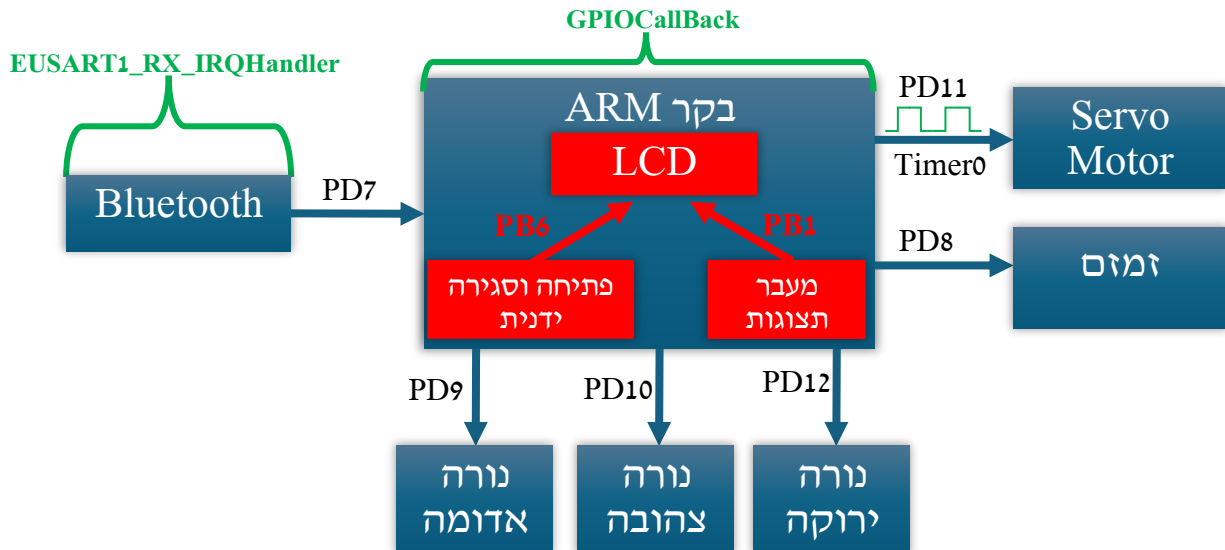 GPIOCallBack
EUSART1_RX_IRQHandler
בקר ARM
LCD
PB6
PB1
פתיחה וסגירה
ידנית
מעבר
תצוגות
Bluetooth
PD7
PD11
Timer0
Servo
Motor
PD8
זמזם
PD9
PD10
PD12
נורה
אדומה
נורה
צהובה
נורה
ירוקה